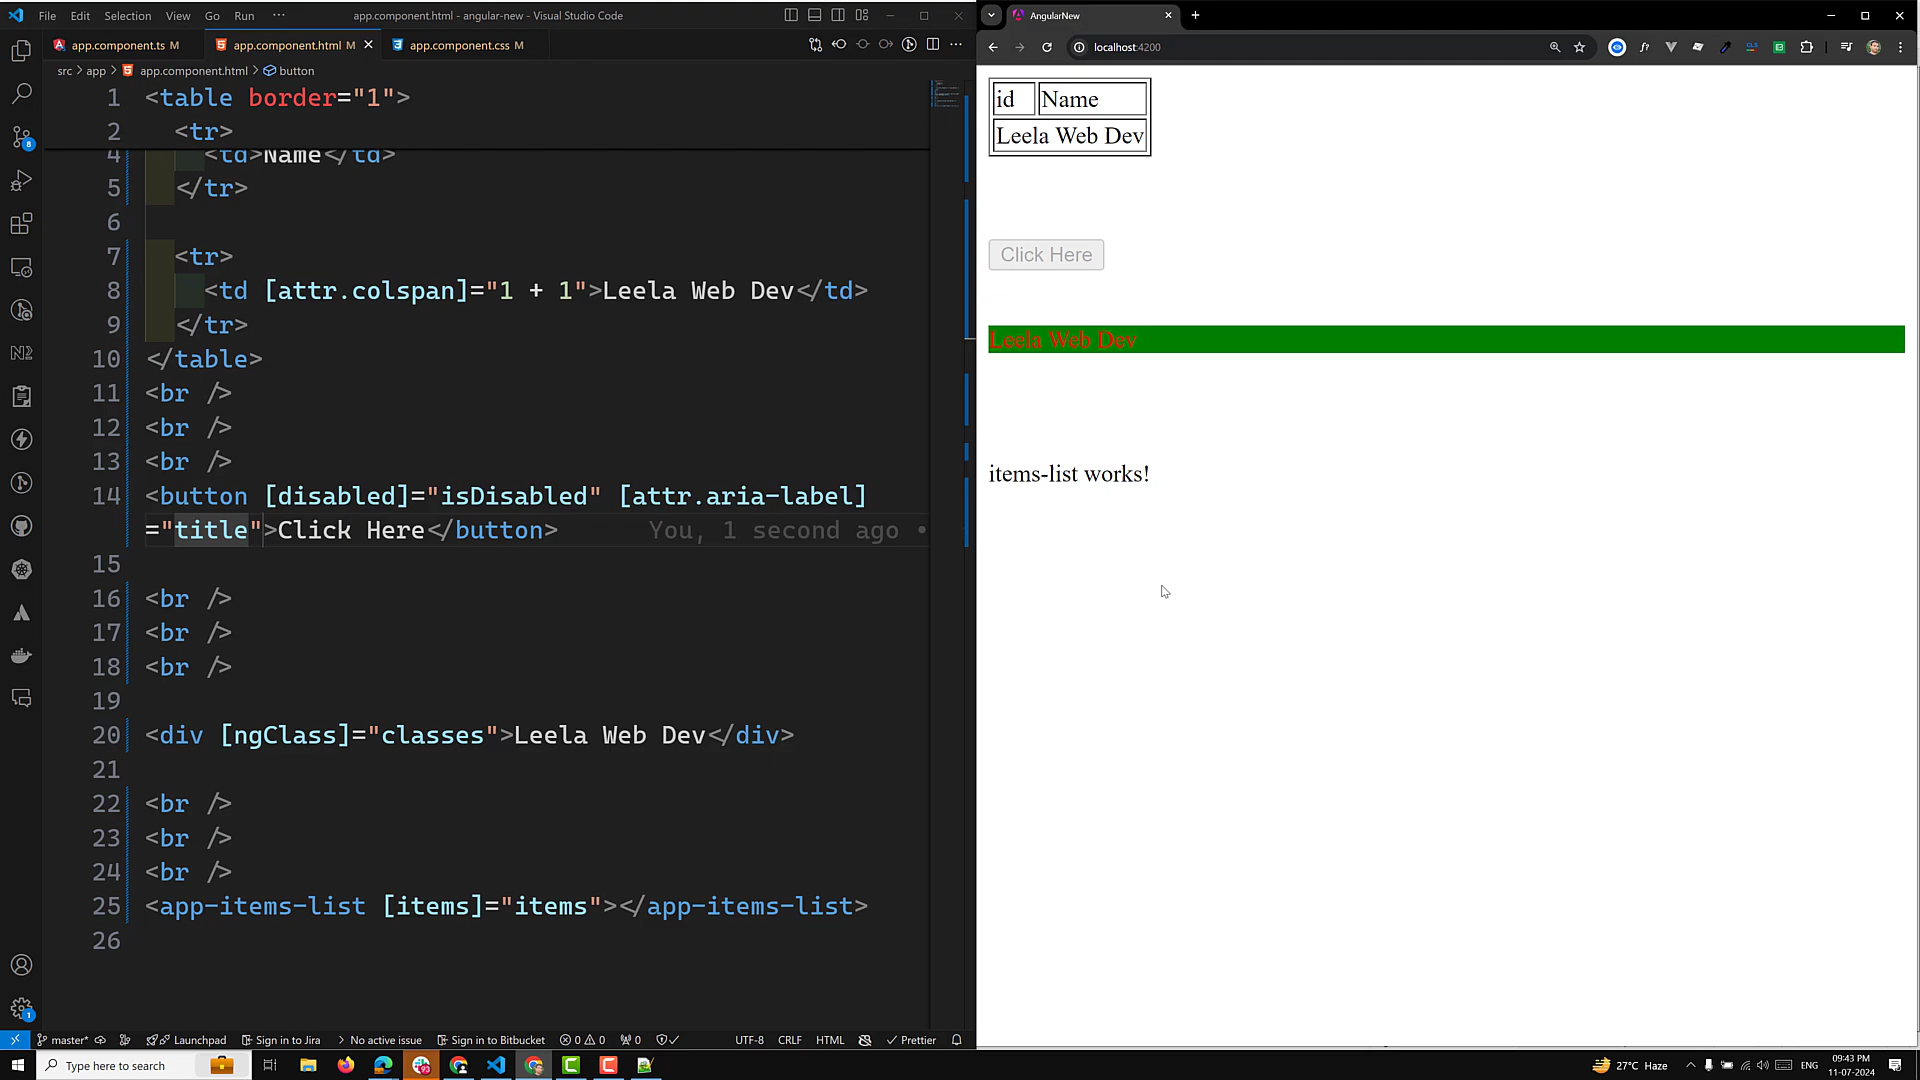 File Edit Selection View Go Run ··· app.component.html - angular-new - Visual Studio Code
app.component.ts M app.component.html M app.component.css M
src > app > app.component.html > button
1 <table border="1">
2 <tr>
4 <td>Name</td>
5 </tr>
6
7 <tr>
8 <td [attr.colspan]="1 + 1">Leela Web Dev</td>
9 </tr>
10 </table>
11 <br />
12 <br />
13 <br />
14 <button [disabled]="isDisabled" [attr.aria-label]
="title">Click Here</button> You, 1 second ago •
15
16 <br />
17 <br />
18 <br />
19
20 <div [ngClass]="classes">Leela Web Dev</div>
21
22 <br />
23 <br />
24 <br />
25 <app-items-list [items]="items"></app-items-list>
26
8
1
master* Launchpad Sign in to Jira No active issue Sign in to Bitbucket 0 0 0 UTF-8 CRLF HTML Prettier
AngularNew
localhost:4200
id Name
Leela Web Dev
Click Here
Leela Web Dev
items-list works!
Type here to search
27°C Haze ENG 09:43 PM
11-07-2024